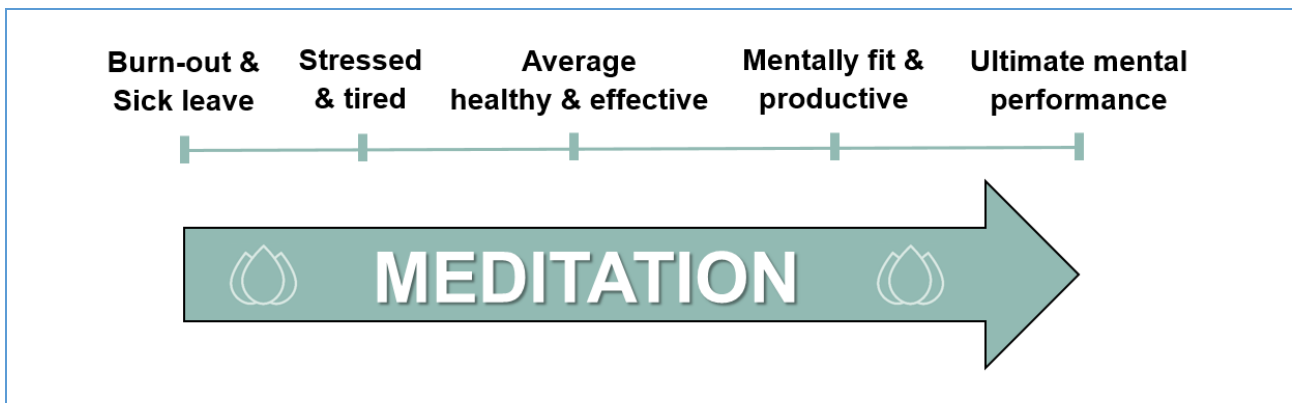 Burn-out &
Sick leave
Stressed
& tired
Average
healthy & effective
Mentally fit &
productive
Ultimate mental
performance
MEDITATION